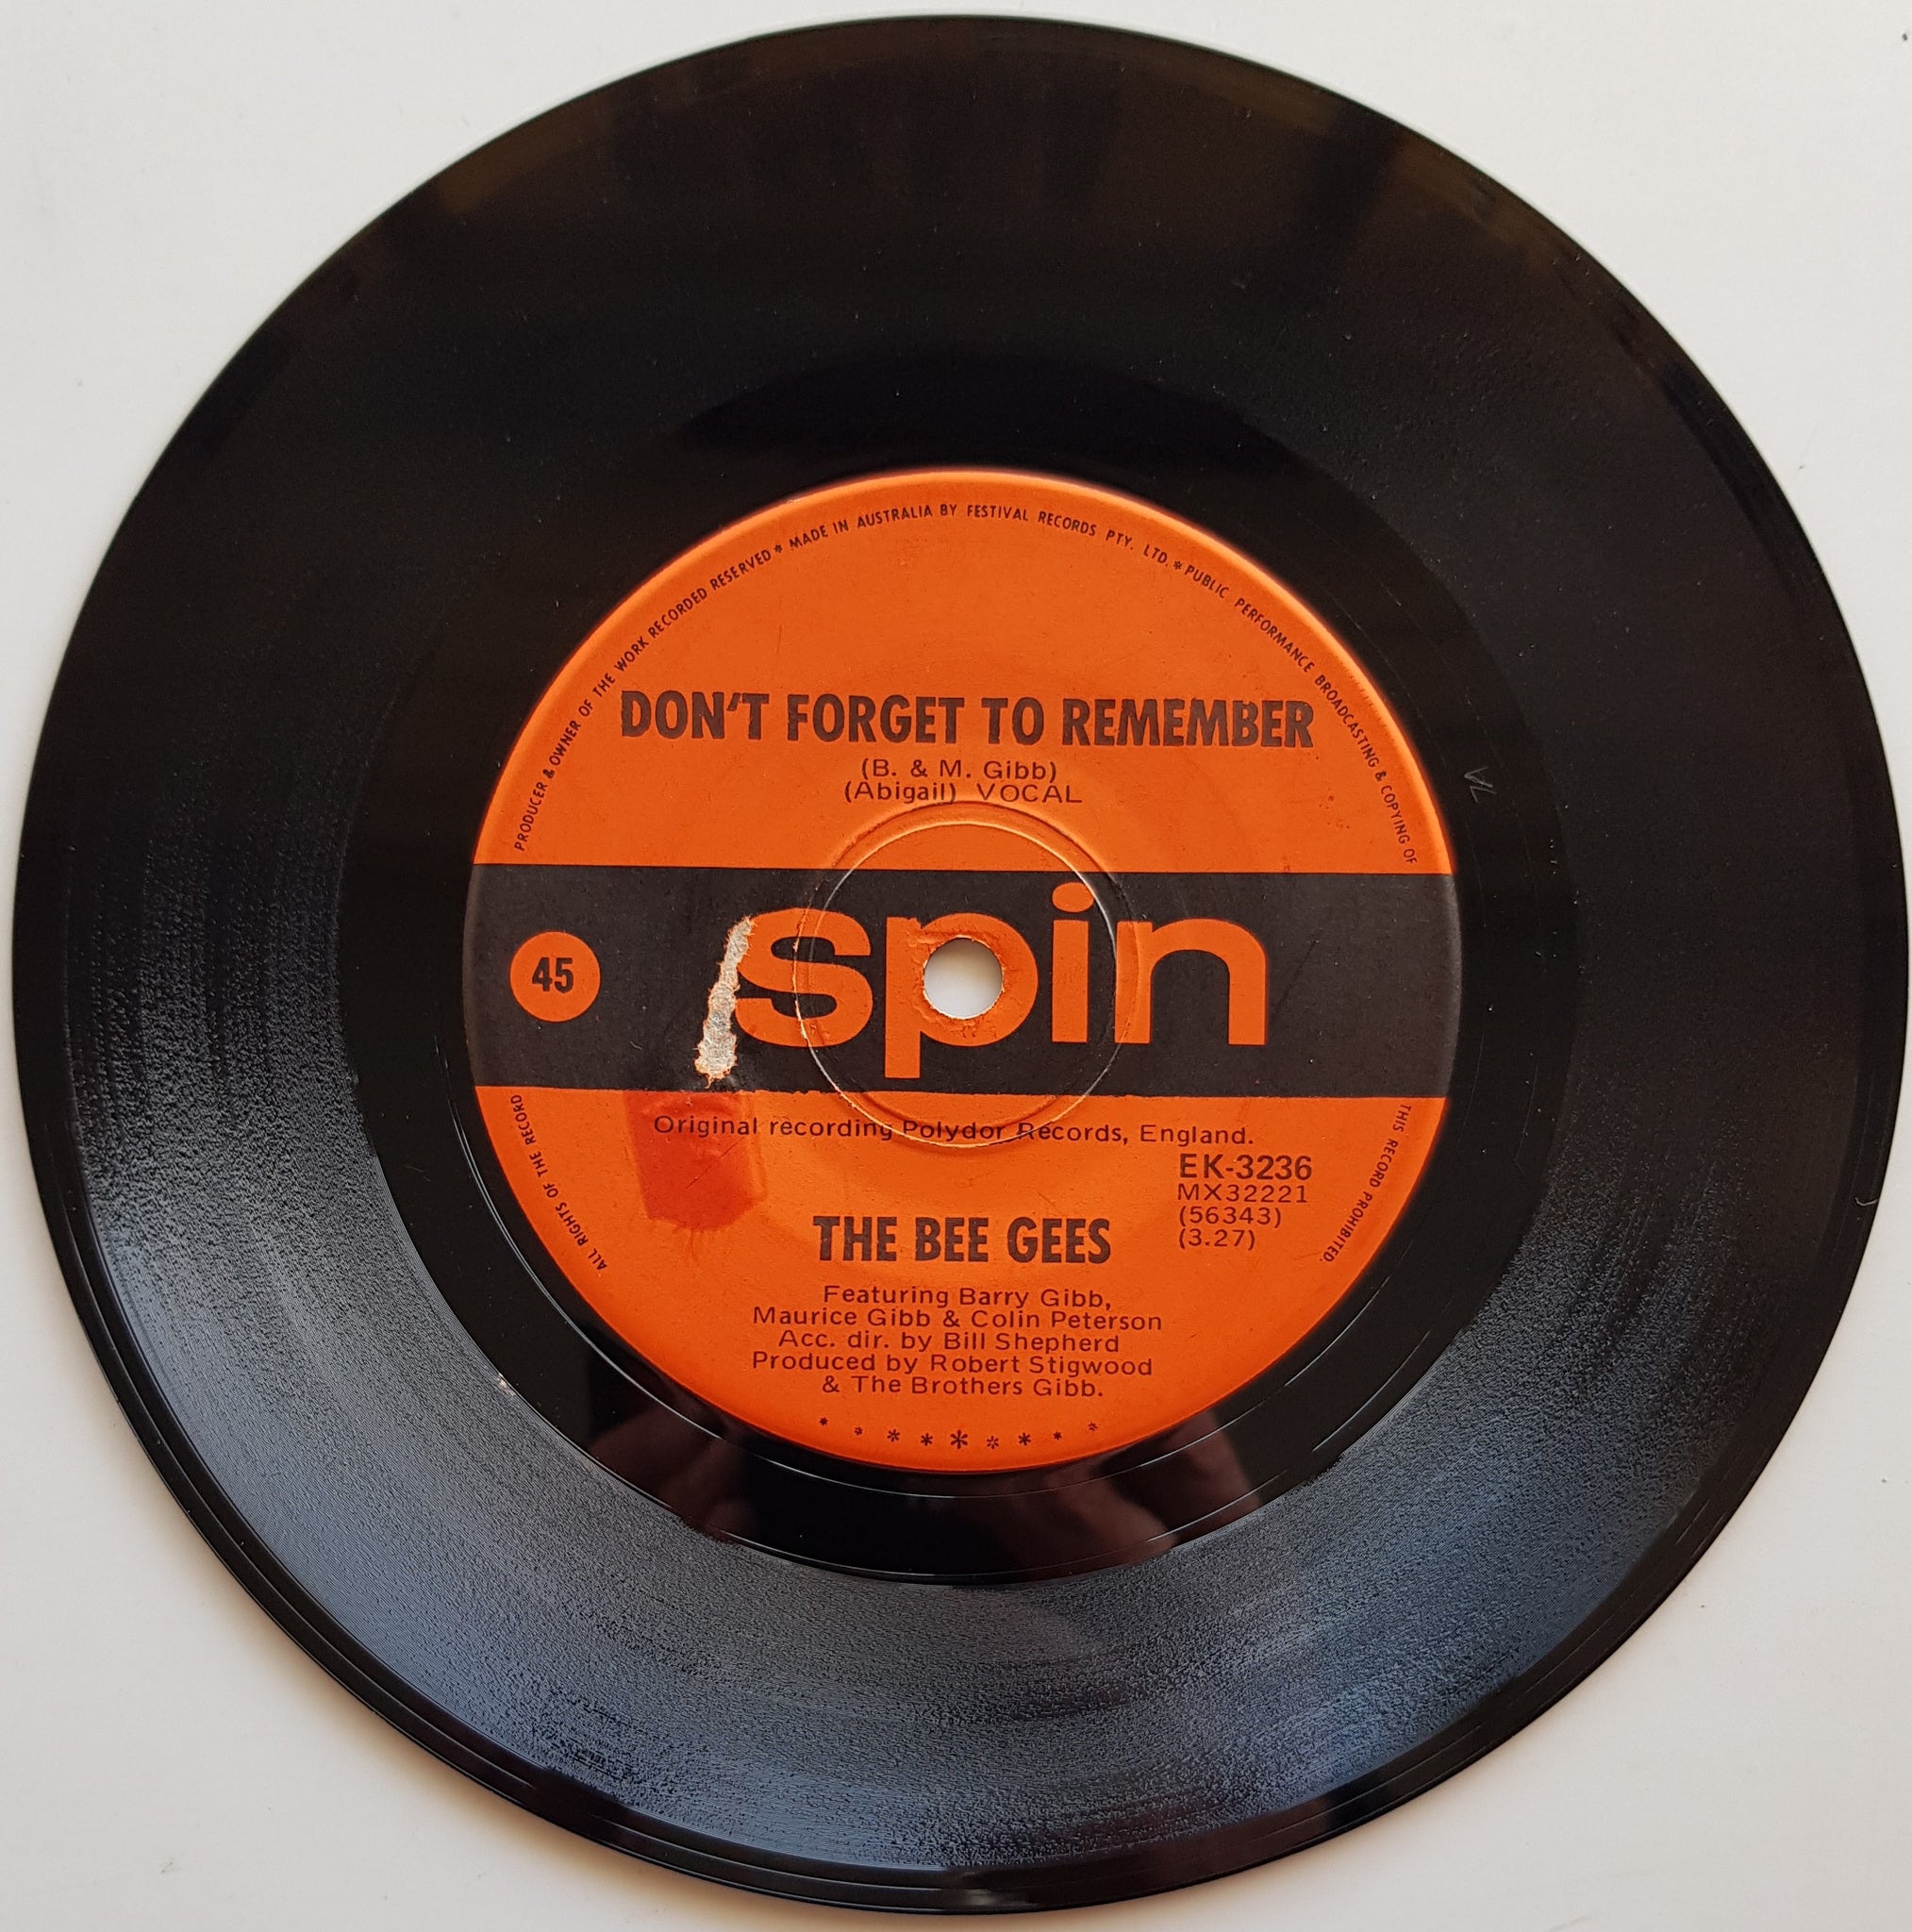 PRODUCER & OWNER OF THE WORK RECORDED RESERVED * MADE IN AUSTRALIA BY FESTIVAL RECORDS PTY. LTD. * PUBLIC PERFORMANCE BROADCASTING & COPYING OF
DON'T FORGET TO REMEMBER
(B. & M. Gibb)
(Abigail) VOCAL
45
spin
Original recording Polydor Records, England.
EK-3236
MX32221
(56343)
(3.27)
THE BEE GEES
Featuring Barry Gibb,
Maurice Gibb & Colin Peterson
Acc. dir. by Bill Shepherd
Produced by Robert Stigwood
& The Brothers Gibb.
* * * * * * * * *
THIS RECORD PROHIBITED.
ALL RIGHTS OF THE RECORD